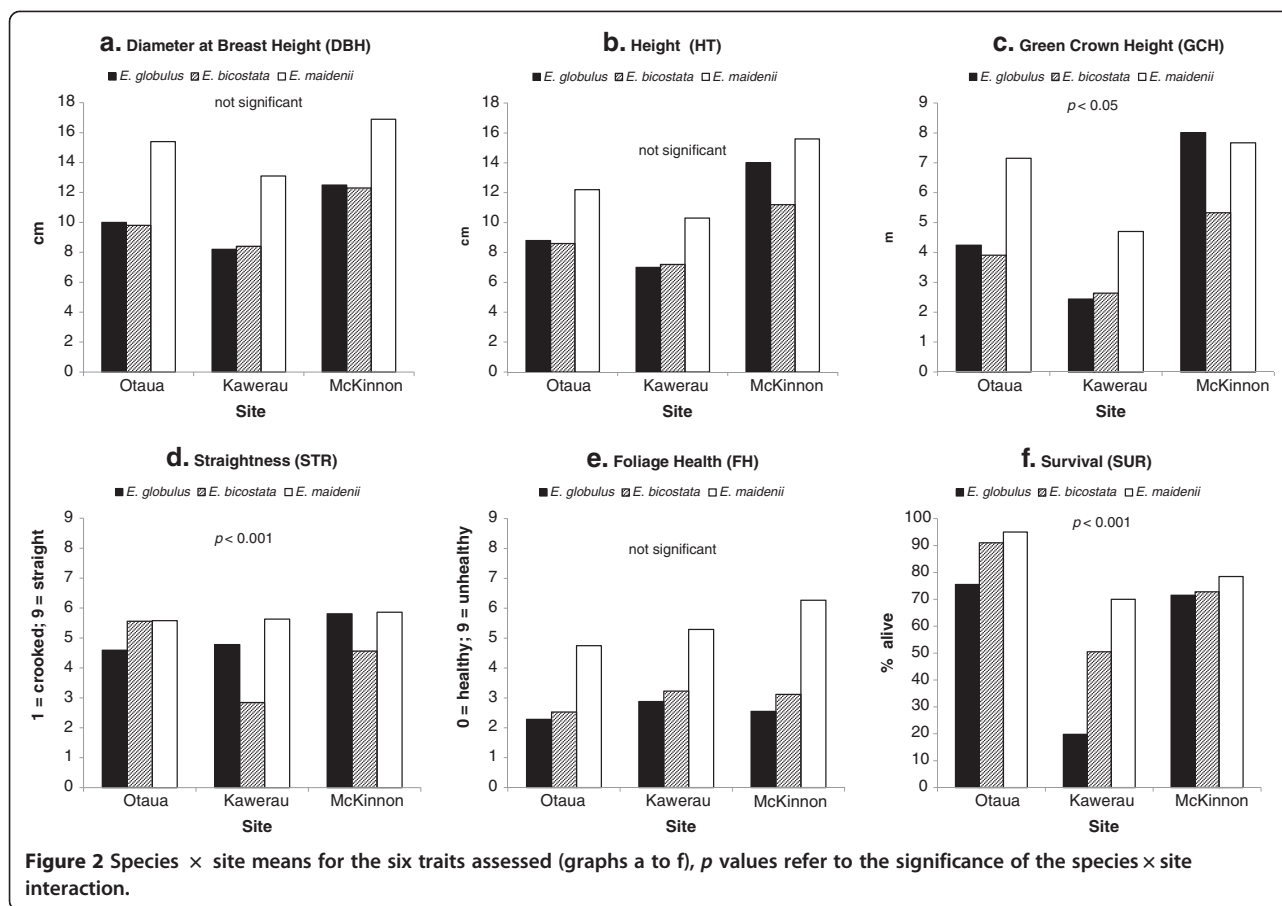 a. Diameter at Breast Height (DBH)
■ E. globulus ▨ E. bicostata □ E. maidenii
not significant
18
16
14
12
10
8
6
4
2
0
cm
Otaua Kawerau McKinnon
Site
b. Height (HT)
■ E. globulus ▨ E. bicostata □ E. maidenii
not significant
18
16
14
12
10
8
6
4
2
0
cm
Otaua Kawerau McKinnon
Site
c. Green Crown Height (GCH)
■ E. globulus ▨ E. bicostata □ E. maidenii
p < 0.05
9
8
7
6
5
4
3
2
1
0
m
Otaua Kawerau McKinnon
Site
d. Straightness (STR)
■ E. globulus ▨ E. bicostata □ E. maidenii
p < 0.001
9
8
7
6
5
4
3
2
1
0
1 = crooked; 9 = straight
Otaua Kawerau McKinnon
Site
e. Foliage Health (FH)
■ E. globulus ▨ E. bicostata □ E. maidenii
not significant
9
8
7
6
5
4
3
2
1
0
0 = healthy; 9 = unhealthy
Otaua Kawerau McKinnon
Site
f. Survival (SUR)
■ E. globulus ▨ E. bicostata □ E. maidenii
p < 0.001
100
90
80
70
60
50
40
30
20
10
0
% alive
Otaua Kawerau McKinnon
Site
Figure 2 Species × site means for the six traits assessed (graphs a to f), p values refer to the significance of the species × site
interaction.